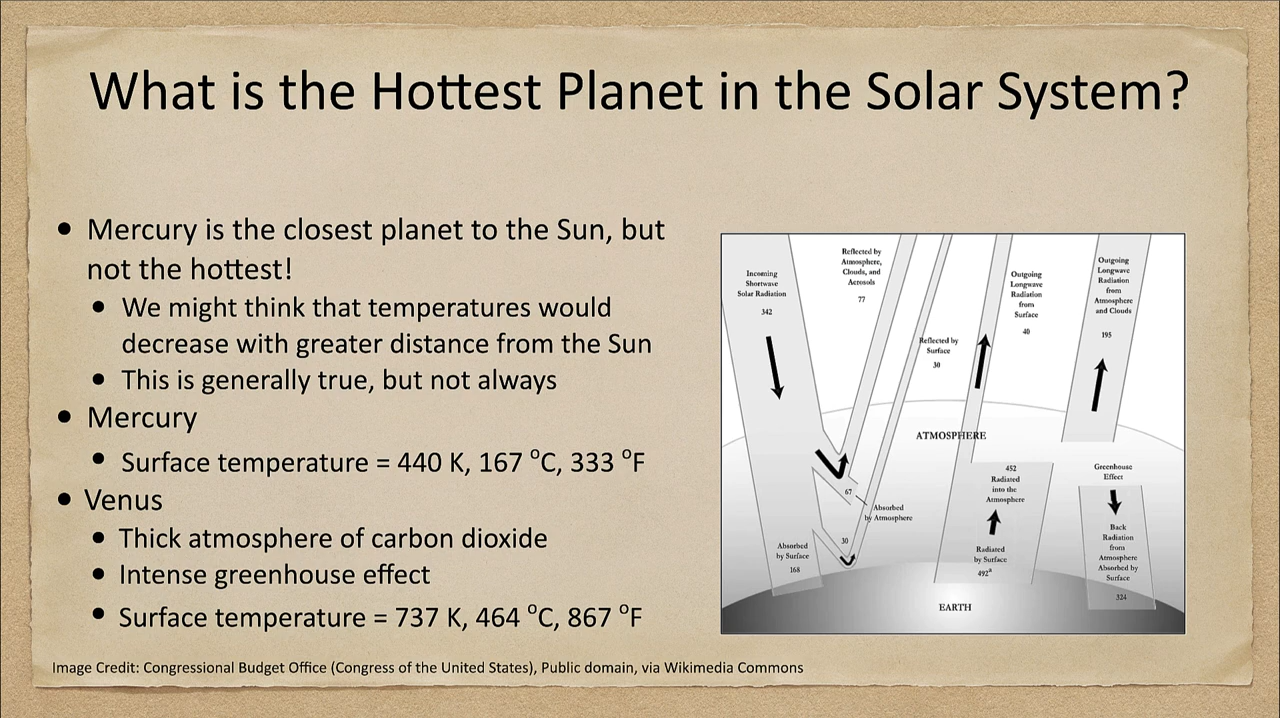 What is the Hottest Planet in the Solar System?
• Mercury is the closest planet to the Sun, but
not the hottest!
• We might think that temperatures would
decrease with greater distance from the Sun
• This is generally true, but not always
• Mercury
• Surface temperature = 440 K, 167 °C, 333 °F
• Venus
• Thick atmosphere of carbon dioxide
• Intense greenhouse effect
• Surface temperature = 737 K, 464 °C, 867 °F
Incoming
Shortwave
Solar Radiation
342
Reflected by
Atmosphere,
Clouds, and
Aerosols
77
Reflected by
Surface
30
Outgoing
Longwave
Radiation
from
Surface
40
Outgoing
Longwave
Radiation
from
Atmosphere
and Clouds
195
ATMOSPHERE
67
Absorbed
by Atmosphere
30
Absorbed
by Surface
168
452
Radiated
into the
Atmosphere
Radiated
by Surface
492ª
Greenhouse
Effect
Back
Radiation
from
Atmosphere
Absorbed by
Surface
324
EARTH
Image Credit: Congressional Budget Office (Congress of the United States), Public domain, via Wikimedia Commons